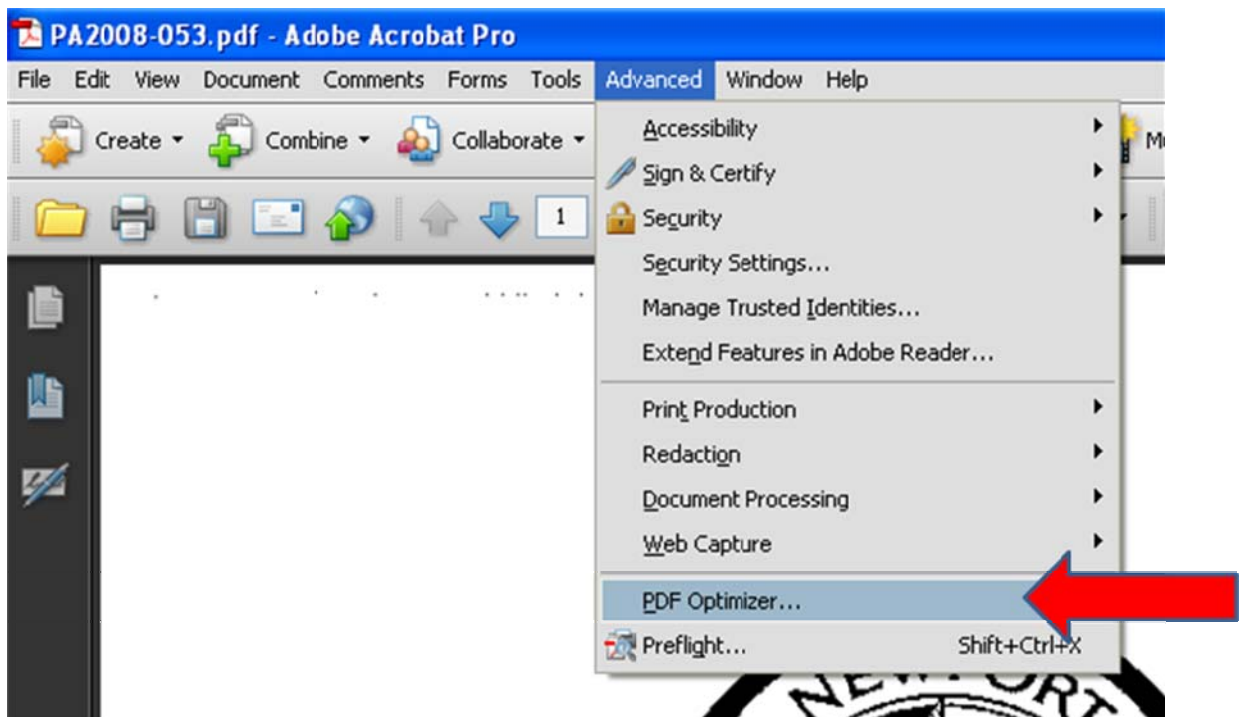 PA2008-053.pdf - Adobe Acrobat Pro
File Edit View Document Comments Forms Tools Advanced Window Help
Create Combine Collaborate
1
Accessibility
Sign & Certify
Security
Security Settings...
Manage Trusted Identities...
Extend Features in Adobe Reader...
Print Production
Redaction
Document Processing
Web Capture
PDF Optimizer...
Preflight... Shift+Ctrl+X
NEWPORT